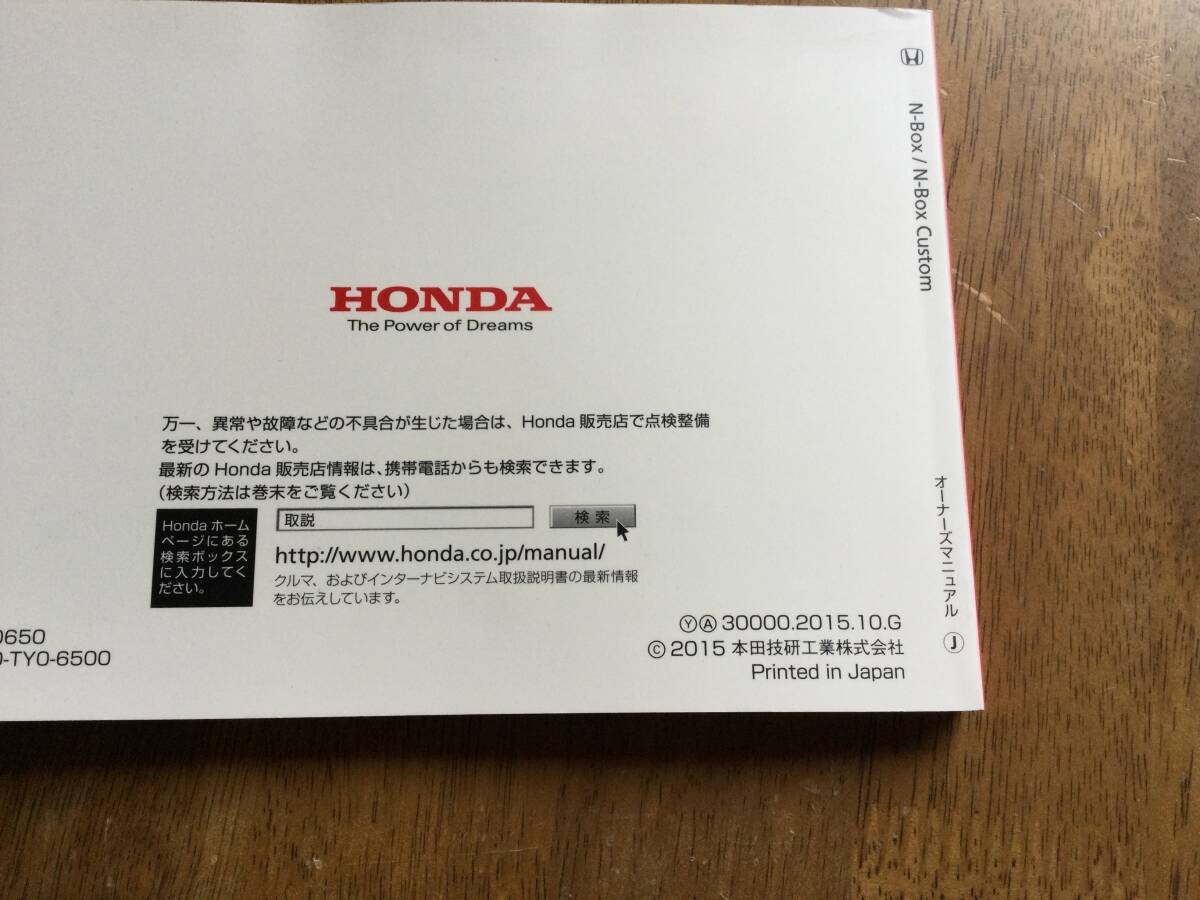 HONDA
The Power of Dreams
万一、異常や故障などの不具合が生じた場合は、Honda 販売店で点検整備
を受けてください。
最新の Honda 販売店情報は、携帯電話からも検索できます。
(検索方法は巻末をご覧ください)
Honda ホーム
ページにある
検索ボックス
に入力してく
ださい。
取説
検索
http://www.honda.co.jp/manual/
クルマ、およびインターナビシステム取扱説明書の最新情報
をお伝えしています。
0650
0-TY0-6500
ⓎⒶ 30000.2015.10.G
© 2015 本田技研工業株式会社
Printed in Japan
N-Box / N-Box Custom
オーナーズマニュアル
Ⓙ